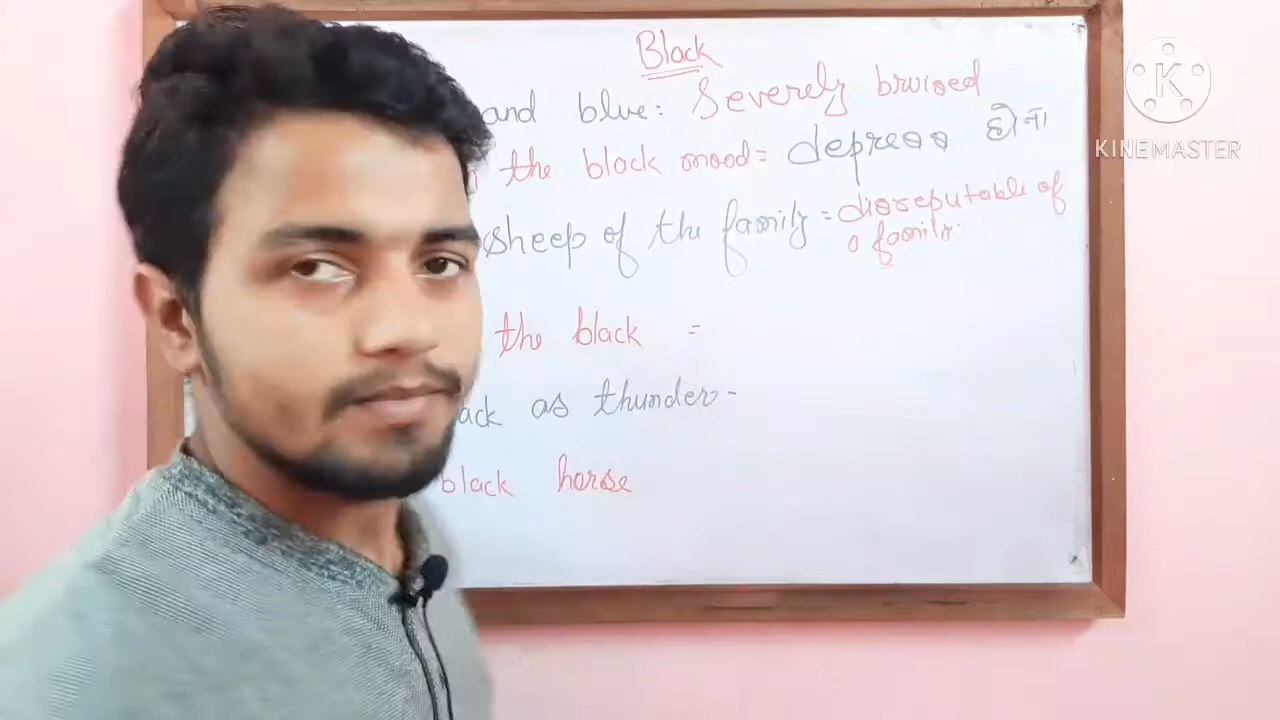 Black
and blue: Severely bruised
the black mood = depress होना
sheep of the family = disreputable of
a family.
the black =
ack as thunder -
black horse
KINEMASTER